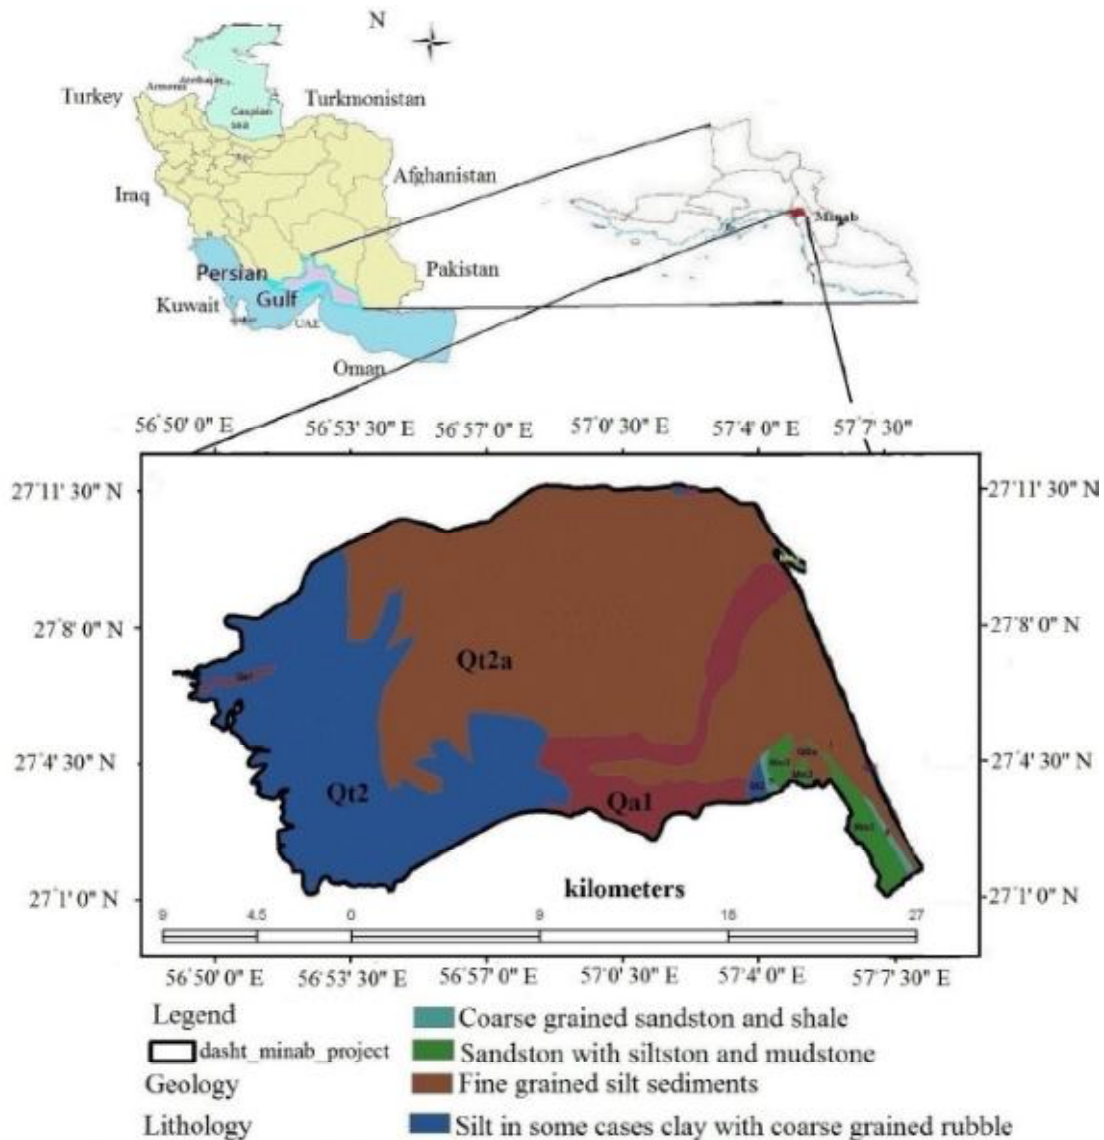 N
Turkey
Armenia
Azerbaijan
Caspian
Turkmonistan
Iraq
Afghanistan
Persian
Gulf
Pakistan
Kuwait
UAE
Oman
Minab
56°50' 0" E 56°53' 30" E 56°57' 0" E 57°0' 30" E 57°4' 0" E 57°7' 30" E
27°11' 30" N 27°11' 30" N
27°8' 0" N 27°8' 0" N
Qt2a
27°4' 30" N 27°4' 30" N
Qt2
Qa1
27°1' 0" N 27°1' 0" N
kilometers
9 4.5 0 9 18 27
56°50' 0" E 56°53' 30" E 56°57' 0" E 57°0' 30" E 57°4' 0" E 57°7' 30" E
Legend
Coarse grained sandston and shale
dasht_minab_project
Sandston with siltston and mudstone
Geology
Fine grained silt sediments
Lithology
Silt in some cases clay with coarse grained rubble